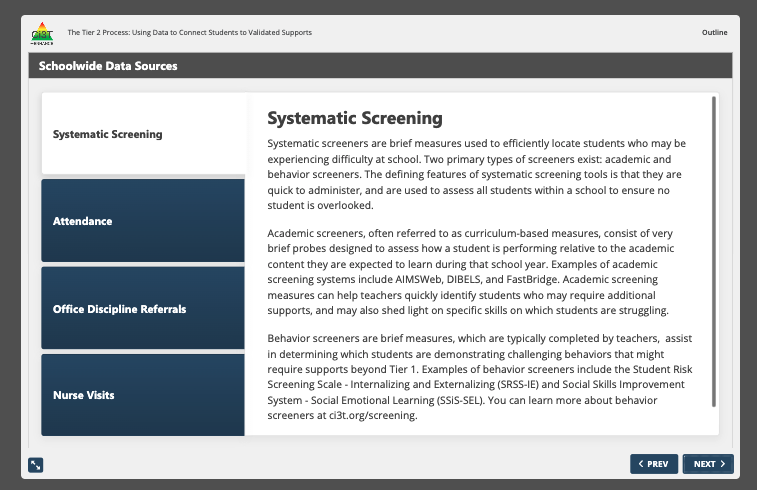 Ci3T
ENHANCE
The Tier 2 Process: Using Data to Connect Students to Validated Supports
Outline
Schoolwide Data Sources
Systematic Screening
Attendance
Office Discipline Referrals
Nurse Visits
Systematic Screening
Systematic screeners are brief measures used to efficiently locate students who may be
experiencing difficulty at school. Two primary types of screeners exist: academic and
behavior screeners. The defining features of systematic screening tools is that they are
quick to administer, and are used to assess all students within a school to ensure no
student is overlooked.
Academic screeners, often referred to as curriculum-based measures, consist of very
brief probes designed to assess how a student is performing relative to the academic
content they are expected to learn during that school year. Examples of academic
screening systems include AIMSWeb, DIBELS, and FastBridge. Academic screening
measures can help teachers quickly identify students who may require additional
supports, and may also shed light on specific skills on which students are struggling.
Behavior screeners are brief measures, which are typically completed by teachers, assist
in determining which students are demonstrating challenging behaviors that might
require supports beyond Tier 1. Examples of behavior screeners include the Student Risk
Screening Scale - Internalizing and Externalizing (SRSS-IE) and Social Skills Improvement
System - Social Emotional Learning (SSiS-SEL). You can learn more about behavior
screeners at ci3t.org/screening.
PREV
NEXT